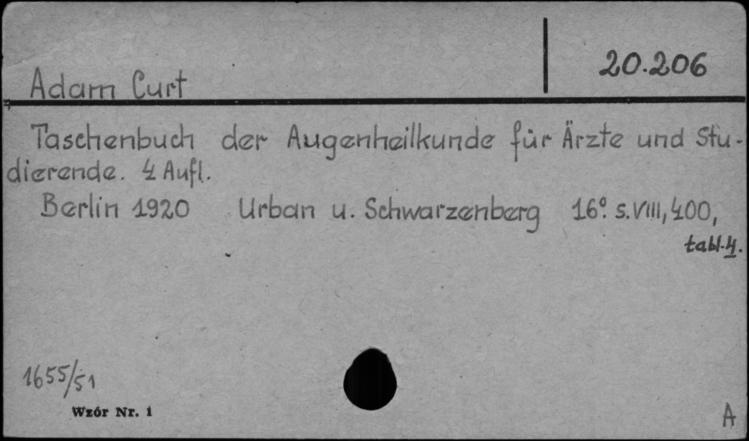 Adam Curt
20.206
Taschenbuch der Augenheilkunde für Ärzte und Stu-
dierende. 4 Aufl.
Berlin 1920 Urban u. Schwarzenberg 16° s.VIII,400,
tabl.4.
1655/51
Wzór Nr. 1
A